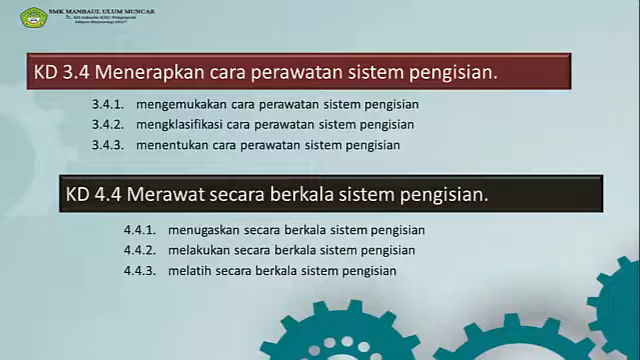 SMK MANBAUL ULUM MUNCAR
KD 3.4 Menerapkan cara perawatan sistem pengisian.
3.4.1. mengemukakan cara perawatan sistem pengisian
3.4.2. mengklasifikasi cara perawatan sistem pengisian
3.4.3. menentukan cara perawatan sistem pengisian
KD 4.4 Merawat secara berkala sistem pengisian.
4.4.1. menugaskan secara berkala sistem pengisian
4.4.2. melakukan secara berkala sistem pengisian
4.4.3. melatih secara berkala sistem pengisian